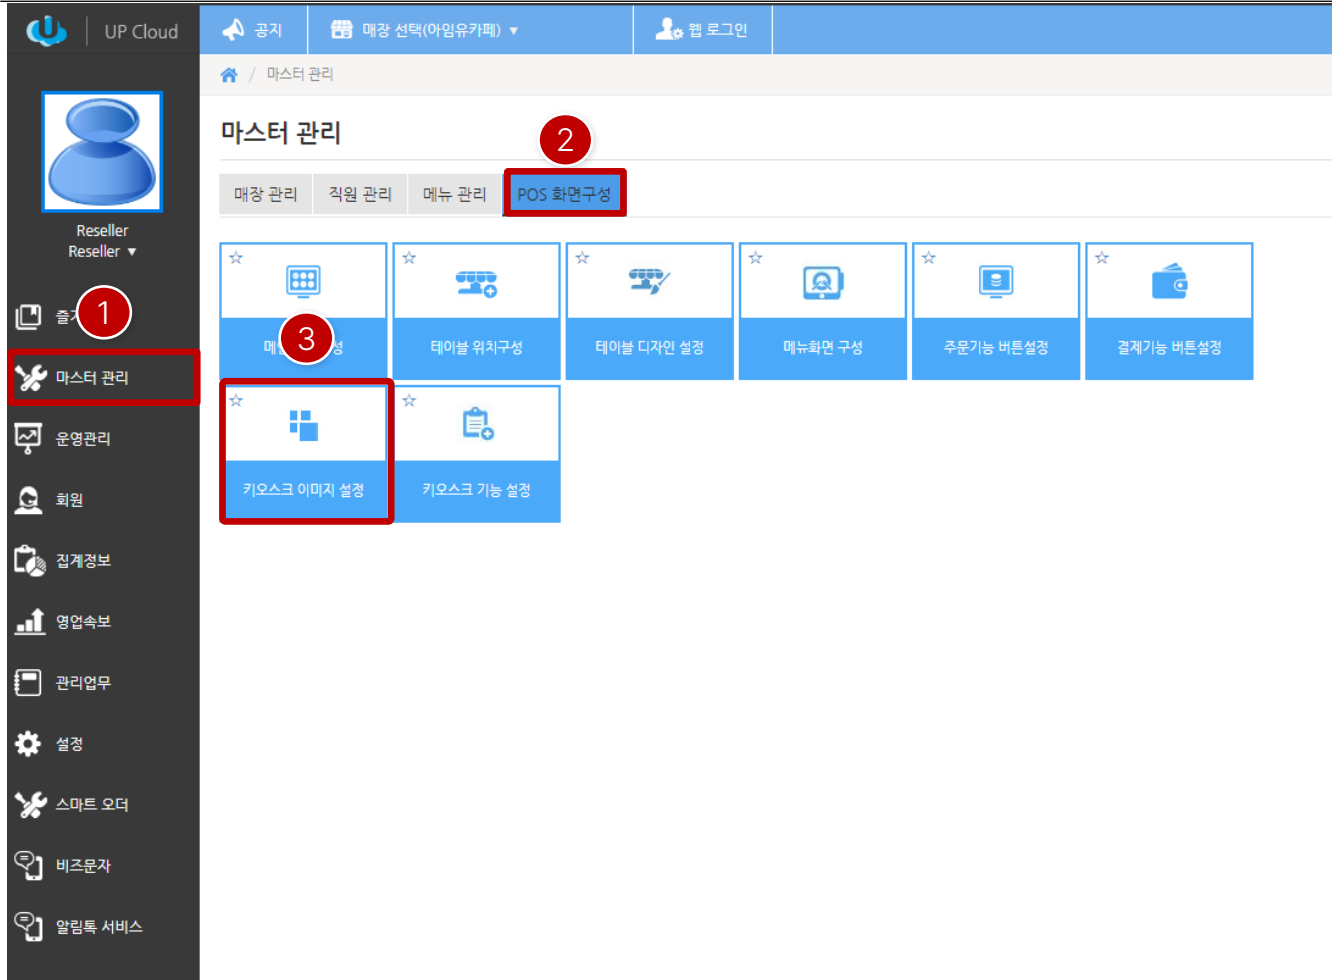 UP Cloud
공지
매장 선택(아임유카페) ▼
웹 로그인
/ 마스터 관리
Reseller
Reseller ▼
1
마스터 관리
운영관리
회원
집계정보
영업속보
관리업무
설정
스마트 오더
비즈문자
알림톡 서비스
마스터 관리
2
매장 관리
직원 관리
메뉴 관리
POS 화면구성
3
테이블 위치구성
테이블 디자인 설정
메뉴화면 구성
주문기능 버튼설정
결제기능 버튼설정
키오스크 이미지 설정
키오스크 기능 설정